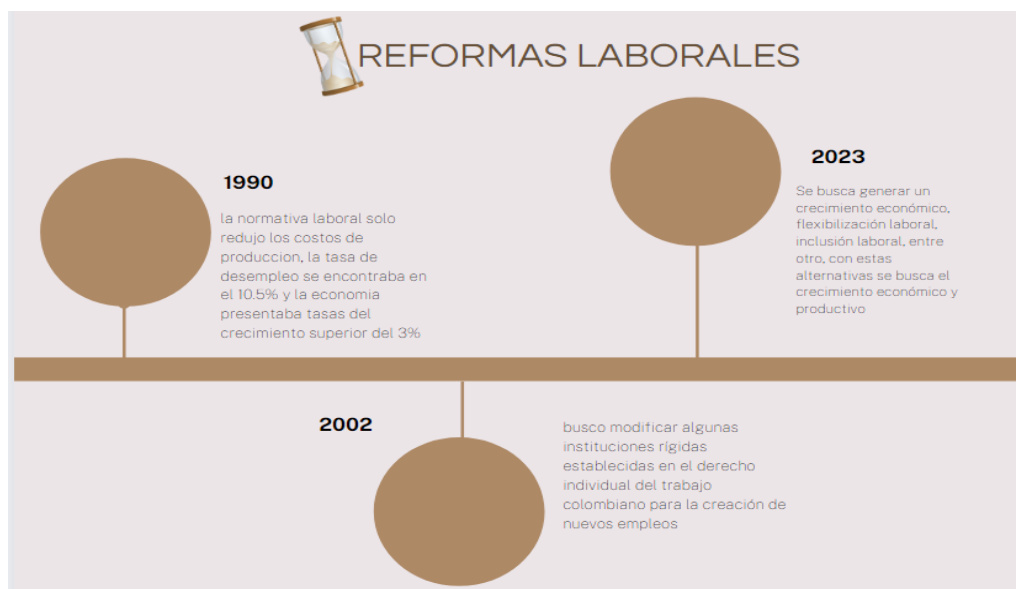 REFORMAS LABORALES
1990
la normativa laboral solo
redujo los costos de
produccion, la tasa de
desempleo se encontraba en
el 10.5% y la economia
presentaba tasas del
crecimiento superior del 3%
2002
busco modificar algunas
instituciones rígidas
establecidas en el derecho
individual del trabajo
colombiano para la creación de
nuevos empleos
2023
Se busca generar un
crecimiento económico,
flexibilización laboral,
inclusión laboral, entre
otro, con estas
alternativas se busca el
crecimiento económico y
productivo